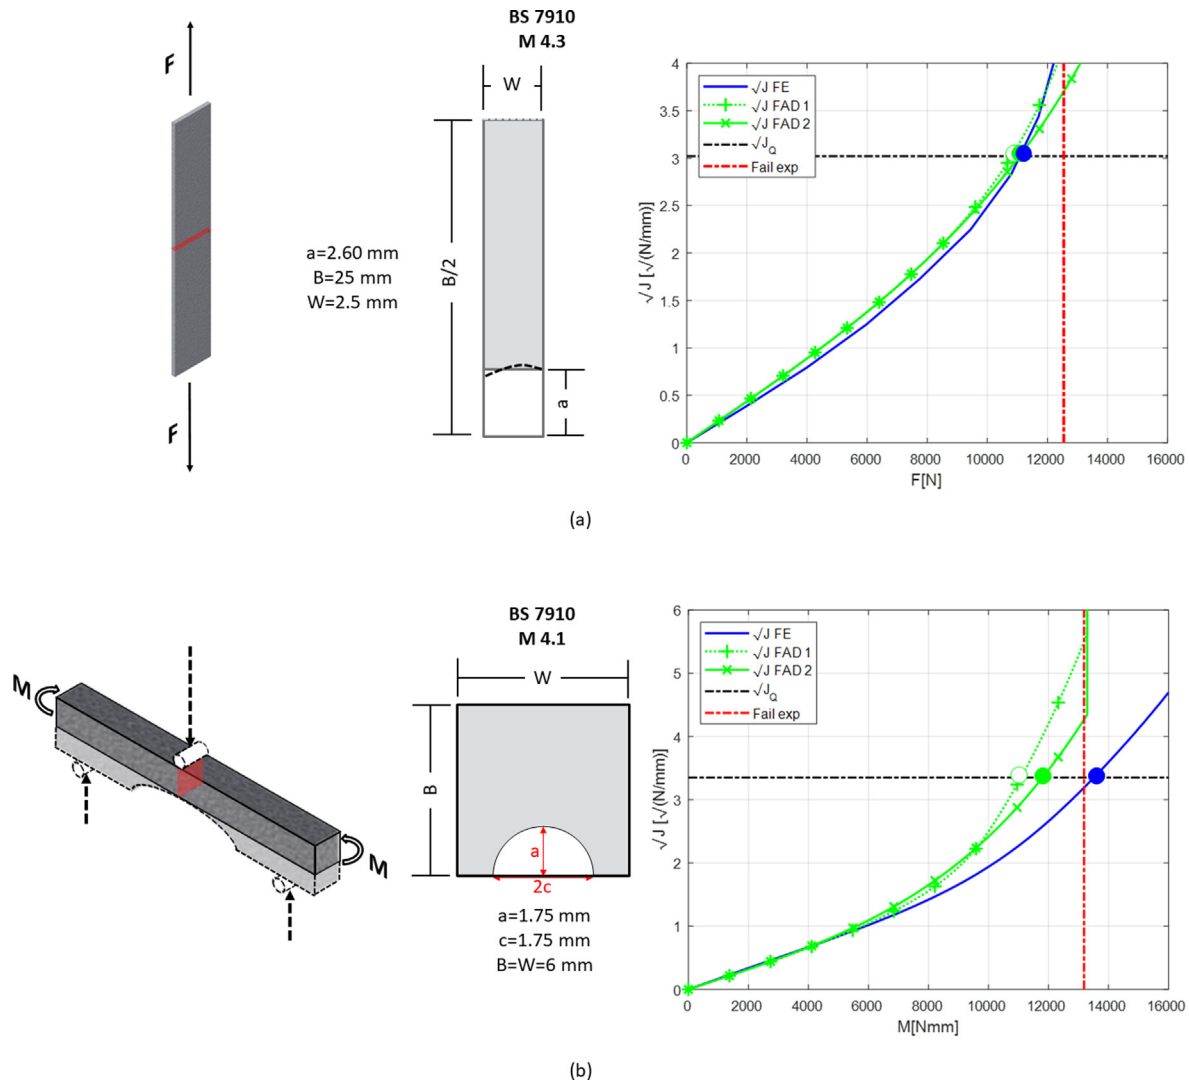 (a)
BS 7910
M 4.3
F
F
W
B/2
a
a=2.60 mm
B=25 mm
W=2.5 mm
√J FE
√J FAD 1
√J FAD 2
√J_Q
Fail exp
4
3.5
3
2.5
2
1.5
1
0.5
0
√J [√(N/mm)]
0 2000 4000 6000 8000 10000 12000 14000 16000
F[N]
(a)
BS 7910
M 4.1
M
M
W
B
a
2c
a=1.75 mm
c=1.75 mm
B=W=6 mm
√J FE
√J FAD 1
√J FAD 2
√J_Q
Fail exp
6
5
4
3
2
1
0
√J [√(N/mm)]
0 2000 4000 6000 8000 10000 12000 14000 16000
M[Nmm]
(b)